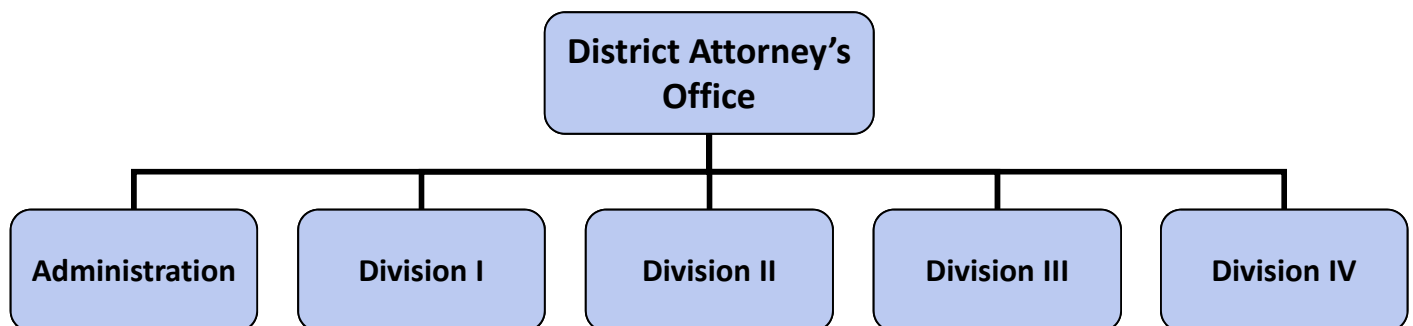 District Attorney’s
Office
Administration
Division I
Division II
Division III
Division IV